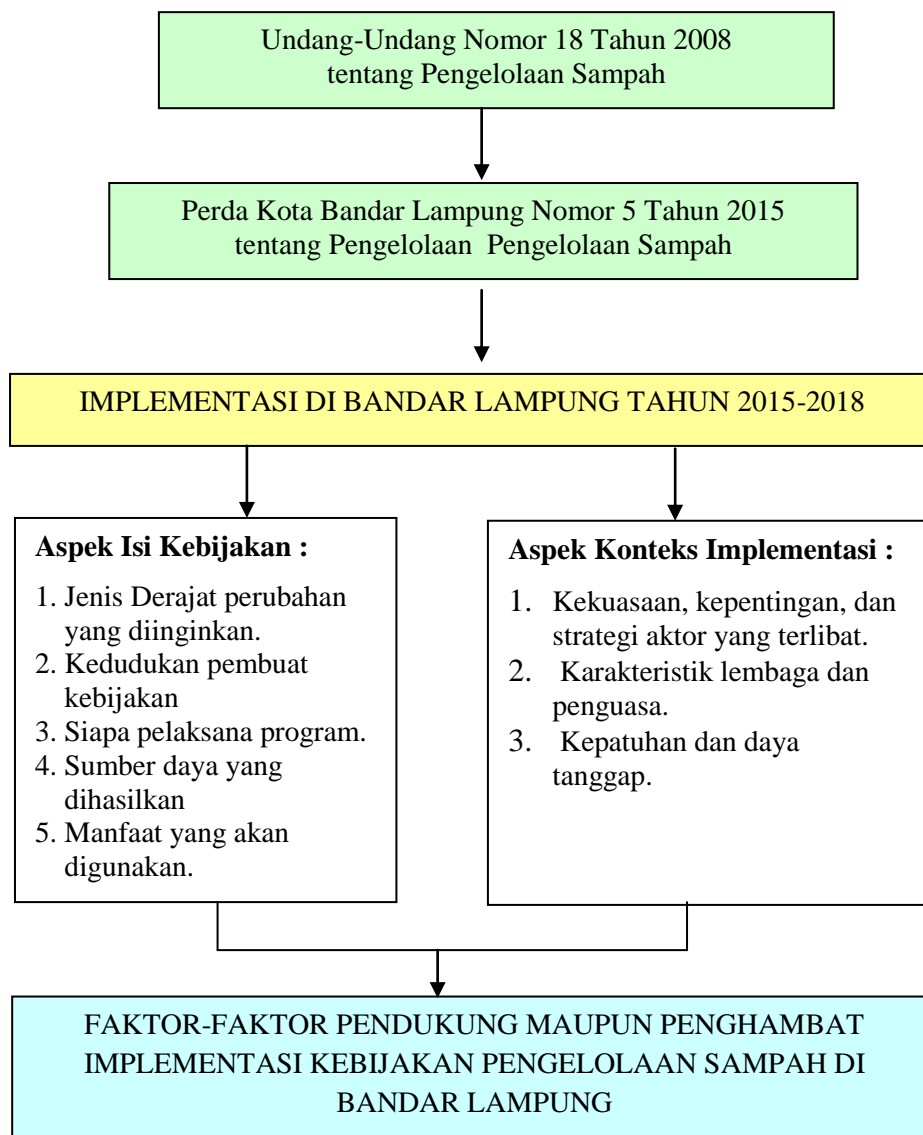 Undang-Undang Nomor 18 Tahun 2008
tentang Pengelolaan Sampah
Perda Kota Bandar Lampung Nomor 5 Tahun 2015
tentang Pengelolaan Pengelolaan Sampah
IMPLEMENTASI DI BANDAR LAMPUNG TAHUN 2015-2018
Aspek Isi Kebijakan :
1. Jenis Derajat perubahan
yang diinginkan.
2. Kedudukan pembuat
kebijakan
3. Siapa pelaksana program.
4. Sumber daya yang
dihasilkan
5. Manfaat yang akan
digunakan.
Aspek Konteks Implementasi :
1. Kekuasaan, kepentingan, dan
strategi aktor yang terlibat.
2. Karakteristik lembaga dan
penguasa.
3. Kepatuhan dan daya
tanggap.
FAKTOR-FAKTOR PENDUKUNG MAUPUN PENGHAMBAT
IMPLEMENTASI KEBIJAKAN PENGELOLAAN SAMPAH DI
BANDAR LAMPUNG